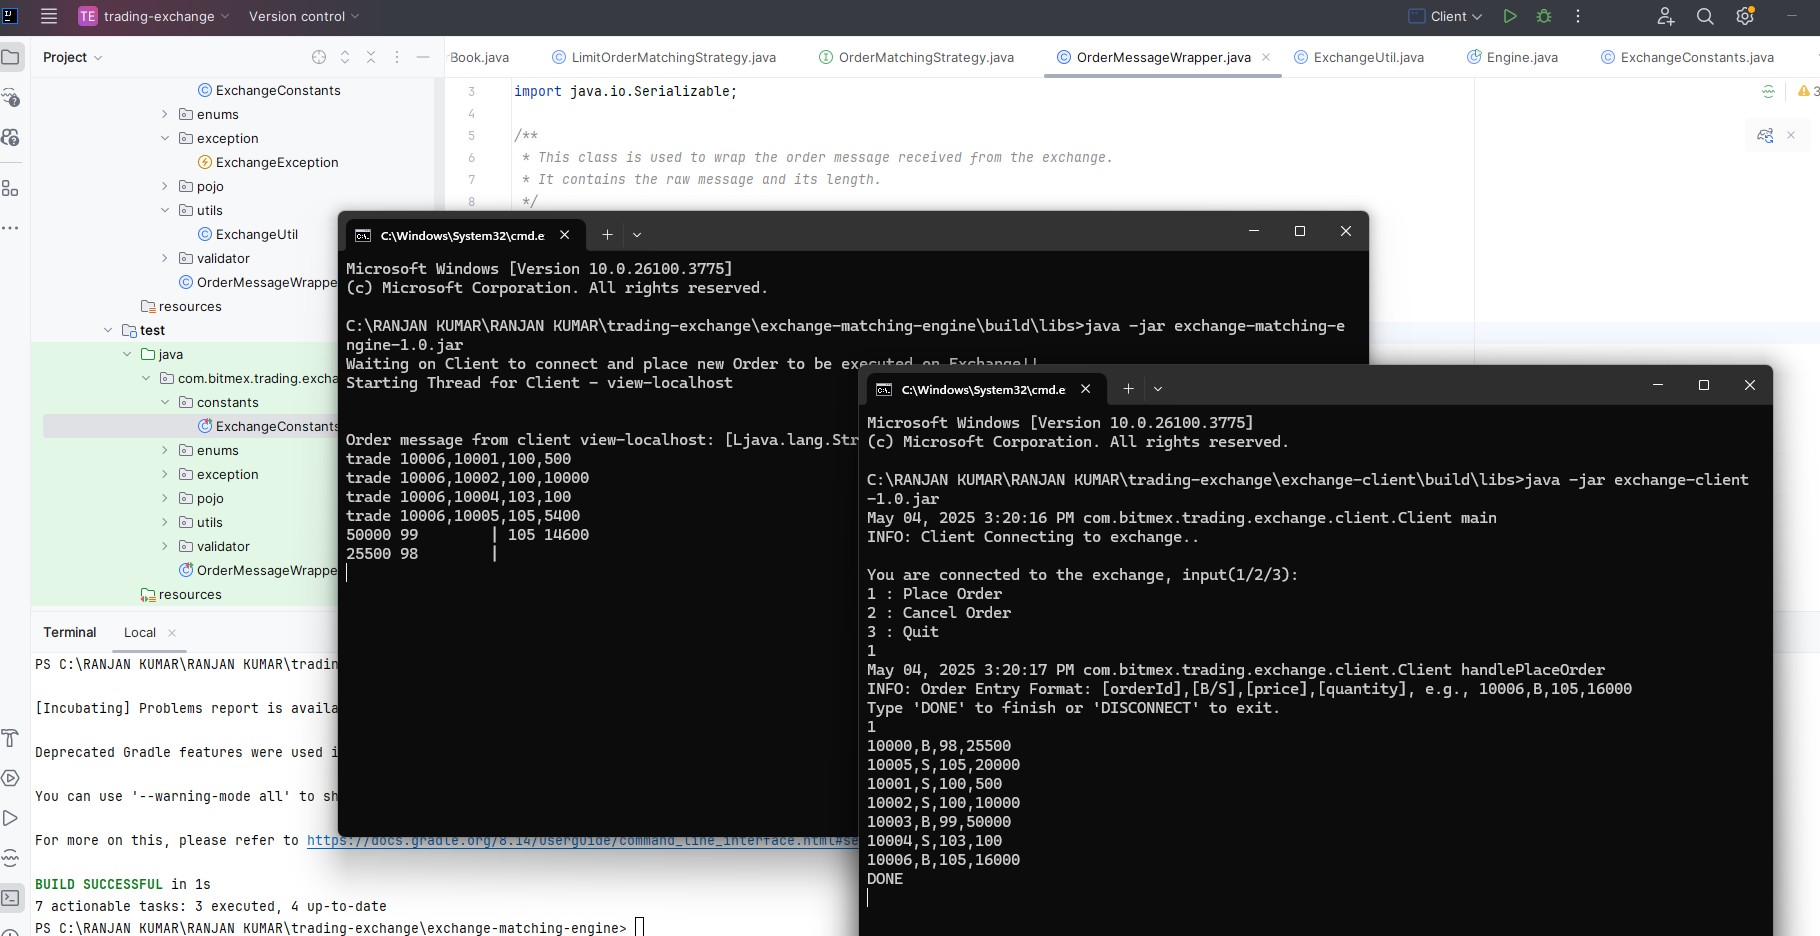 TE trading-exchange Version control Client
Project
Book.java LimitOrderMatchingStrategy.java OrderMatchingStrategy.java OrderMessageWrapper.java ExchangeUtil.java Engine.java ExchangeConstants.java
ExchangeConstants
enums
exception
ExchangeException
pojo
utils
ExchangeUtil
validator
OrderMessageWrappe
resources
test
java
com.bitmex.trading.excha
constants
ExchangeConstants
enums
exception
pojo
utils
validator
OrderMessageWrappe
resources
3 import java.io.Serializable;
3
4
5 /**
6 * This class is used to wrap the order message received from the exchange.
7 * It contains the raw message and its length.
8 */
C:\Windows\System32\cmd.e
Microsoft Windows [Version 10.0.26100.3775]
(c) Microsoft Corporation. All rights reserved.
C:\RANJAN KUMAR\RANJAN KUMAR\trading-exchange\exchange-matching-engine\build\libs>java -jar exchange-matching-e
ngine-1.0.jar
Waiting on Client to connect and place new Order to be executed on Exchange!!
Starting Thread for Client - view-localhost
Order message from client view-localhost: [Ljava.lang.Str
trade 10006,10001,100,500
trade 10006,10002,100,10000
trade 10006,10004,103,100
trade 10006,10005,105,5400
50000 99 | 105 14600
25500 98 |
C:\Windows\System32\cmd.e
Microsoft Windows [Version 10.0.26100.3775]
(c) Microsoft Corporation. All rights reserved.
C:\RANJAN KUMAR\RANJAN KUMAR\trading-exchange\exchange-client\build\libs>java -jar exchange-client
-1.0.jar
May 04, 2025 3:20:16 PM com.bitmex.trading.exchange.client.Client main
INFO: Client Connecting to exchange..
You are connected to the exchange, input(1/2/3):
1 : Place Order
2 : Cancel Order
3 : Quit
1
May 04, 2025 3:20:17 PM com.bitmex.trading.exchange.client.Client handlePlaceOrder
INFO: Order Entry Format: [orderId],[B/S],[price],[quantity], e.g., 10006,B,105,16000
Type 'DONE' to finish or 'DISCONNECT' to exit.
1
10000,B,98,25500
10005,S,105,20000
10001,S,100,500
10002,S,100,10000
10003,B,99,50000
10004,S,103,100
10006,B,105,16000
DONE
Terminal Local
PS C:\RANJAN KUMAR\RANJAN KUMAR\tradin
[Incubating] Problems report is availa
Deprecated Gradle features were used i
You can use '--warning-mode all' to sh
For more on this, please refer to https://docs.gradle.org/8.14/userguide/command_line_interface.html#se
BUILD SUCCESSFUL in 1s
7 actionable tasks: 3 executed, 4 up-to-date
PS C:\RANJAN KUMAR\RANJAN KUMAR\trading-exchange\exchange-matching-engine>